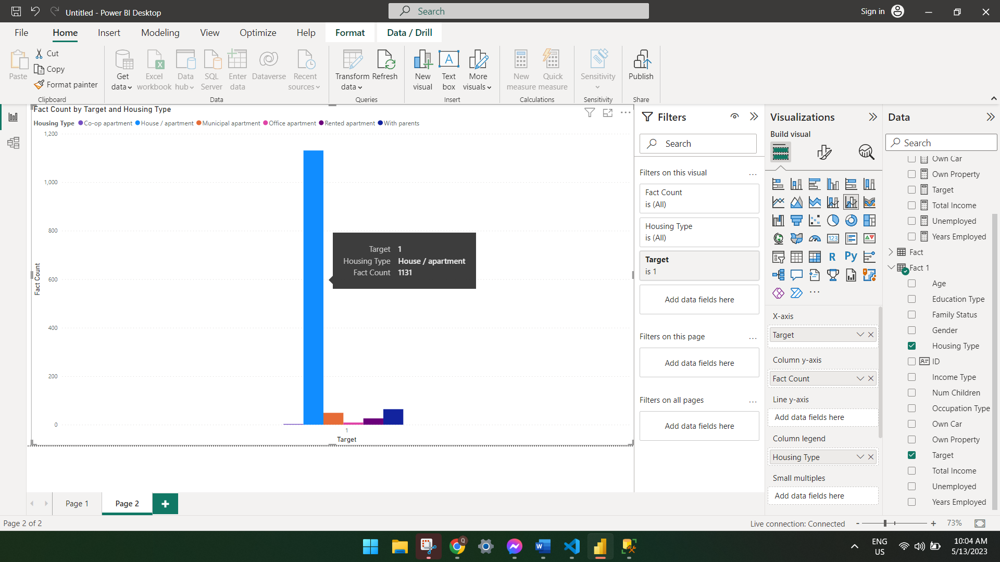 Untitled - Power BI Desktop
Search
Sign in
File
Home
Insert
Modeling
View
Optimize
Help
Format
Data / Drill
Paste
Cut
Copy
Format painter
Clipboard
Get data
Excel workbook
Data hub
SQL Server
Enter data
Dataverse
Recent sources
Data
Transform data
Refresh
Queries
New visual
Text box
More visuals
Insert
New measure
Quick measure
Calculations
Sensitivity
Sensitivity
Publish
Share
Fact Count by Target and Housing Type
Housing Type Co-op apartment House / apartment Municipal apartment Office apartment Rented apartment With parents
1,200
1,000
800
600
400
200
0
Fact Count
1
Target
Target 1
Housing Type House / apartment
Fact Count 1131
Filters
Search
Filters on this visual
Fact Count
is (All)
Housing Type
is (All)
Target
is 1
Add data fields here
Filters on this page
Add data fields here
Filters on all pages
Add data fields here
Visualizations
Build visual
123
R
Py
X-axis
Target
Column y-axis
Fact Count
Line y-axis
Add data fields here
Column legend
Housing Type
Small multiples
Add data fields here
Data
Search
Own Car
Own Property
Target
Total Income
Unemployed
Years Employed
Fact
Fact 1
Age
Education Type
Family Status
Gender
Housing Type
ID
Income Type
Num Children
Occupation Type
Own Car
Own Property
Target
Total Income
Unemployed
Years Employed
Page 1
Page 2
Page 2 of 2
Live connection: Connected
73%
ENG
US
10:04 AM
5/13/2023